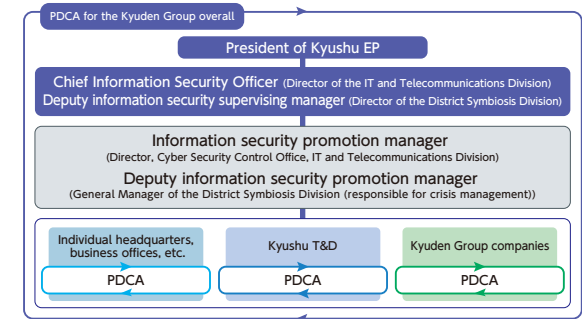 PDCA for the Kyuden Group overall
President of Kyushu EP
Chief Information Security Officer (Director of the IT and Telecommunications Division)
Deputy information security supervising manager (Director of the District Symbiosis Division)
Information security promotion manager
(Director, Cyber Security Control Office, IT and Telecommunications Division)
Deputy information security promotion manager
(General Manager of the District Symbiosis Division (responsible for crisis management))
Individual headquarters,
business offices, etc.
PDCA
Kyushu T&D
PDCA
Kyuden Group companies
PDCA